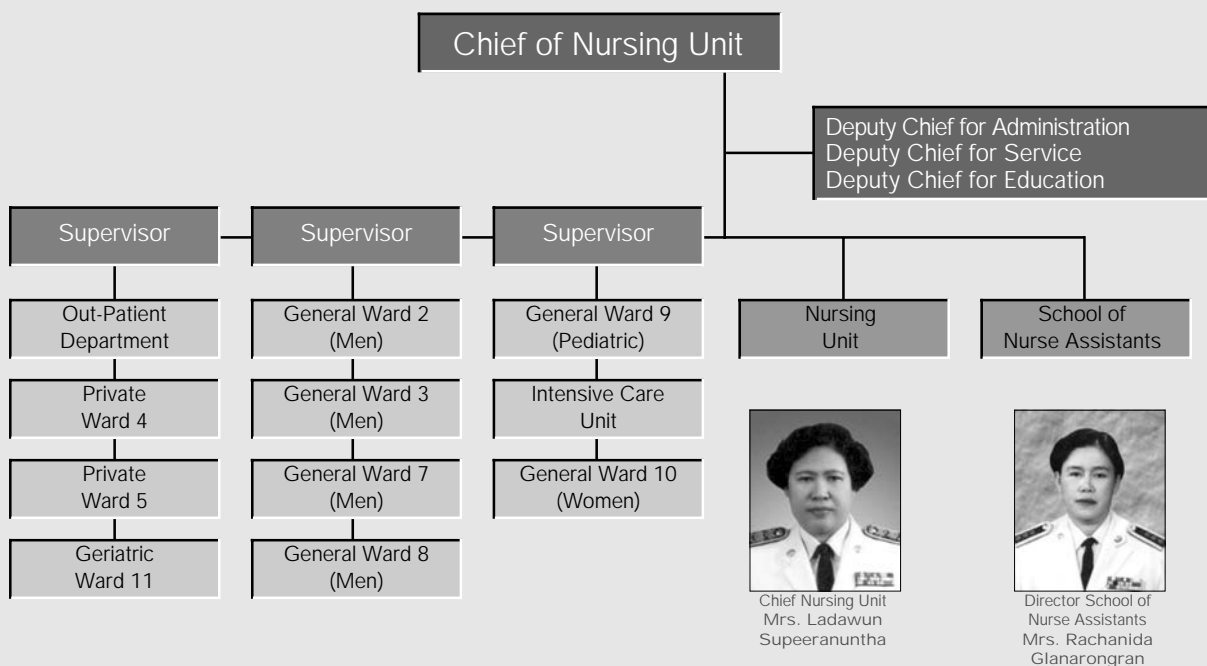 Chief of Nursing Unit
Deputy Chief for Administration
Deputy Chief for Service
Deputy Chief for Education
Supervisor
Supervisor
Supervisor
Out-Patient
Department
Private
Ward 4
Private
Ward 5
Geriatric
Ward 11
General Ward 2
(Men)
General Ward 3
(Men)
General Ward 7
(Men)
General Ward 8
(Men)
General Ward 9
(Pediatric)
Intensive Care
Unit
General Ward 10
(Women)
Nursing
Unit
School of
Nurse Assistants
Chief Nursing Unit
Mrs. Ladawun
Supeeranuntha
Director School of
Nurse Assistants
Mrs. Rachanida
Glanarongran